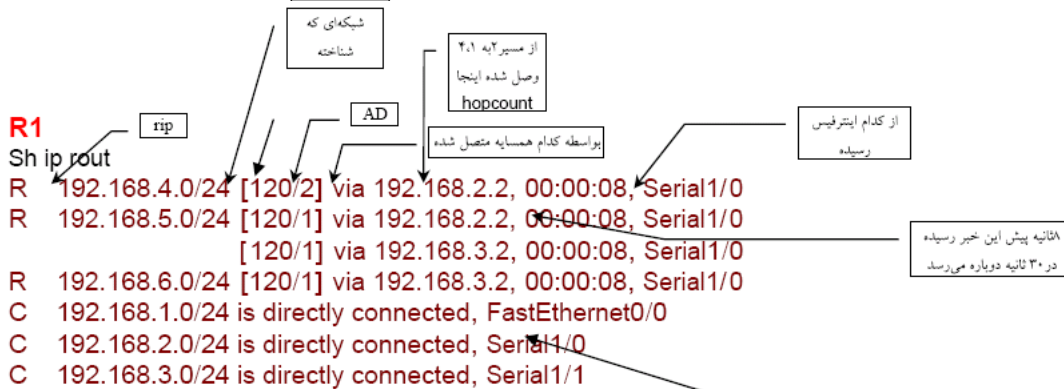 شبکه‌ای که
شناخته
از مسیر۲به ۴،۱
وصل شده اینجا
hopcount
R1
rip
AD
بواسطه کدام همسایه متصل شده
از کدام اینترفیس
رسیده
Sh ip rout
R 192.168.4.0/24 [120/2] via 192.168.2.2, 00:00:08, Serial1/0
R 192.168.5.0/24 [120/1] via 192.168.2.2, 00:00:08, Serial1/0
[120/1] via 192.168.3.2, 00:00:08, Serial1/0
R 192.168.6.0/24 [120/1] via 192.168.3.2, 00:00:08, Serial1/0
۸ثانیه پیش این خبر رسیده
در۳۰ ثانیه دوباره می‌رسد
C 192.168.1.0/24 is directly connected, FastEthernet0/0
C 192.168.2.0/24 is directly connected, Serial1/0
C 192.168.3.0/24 is directly connected, Serial1/1